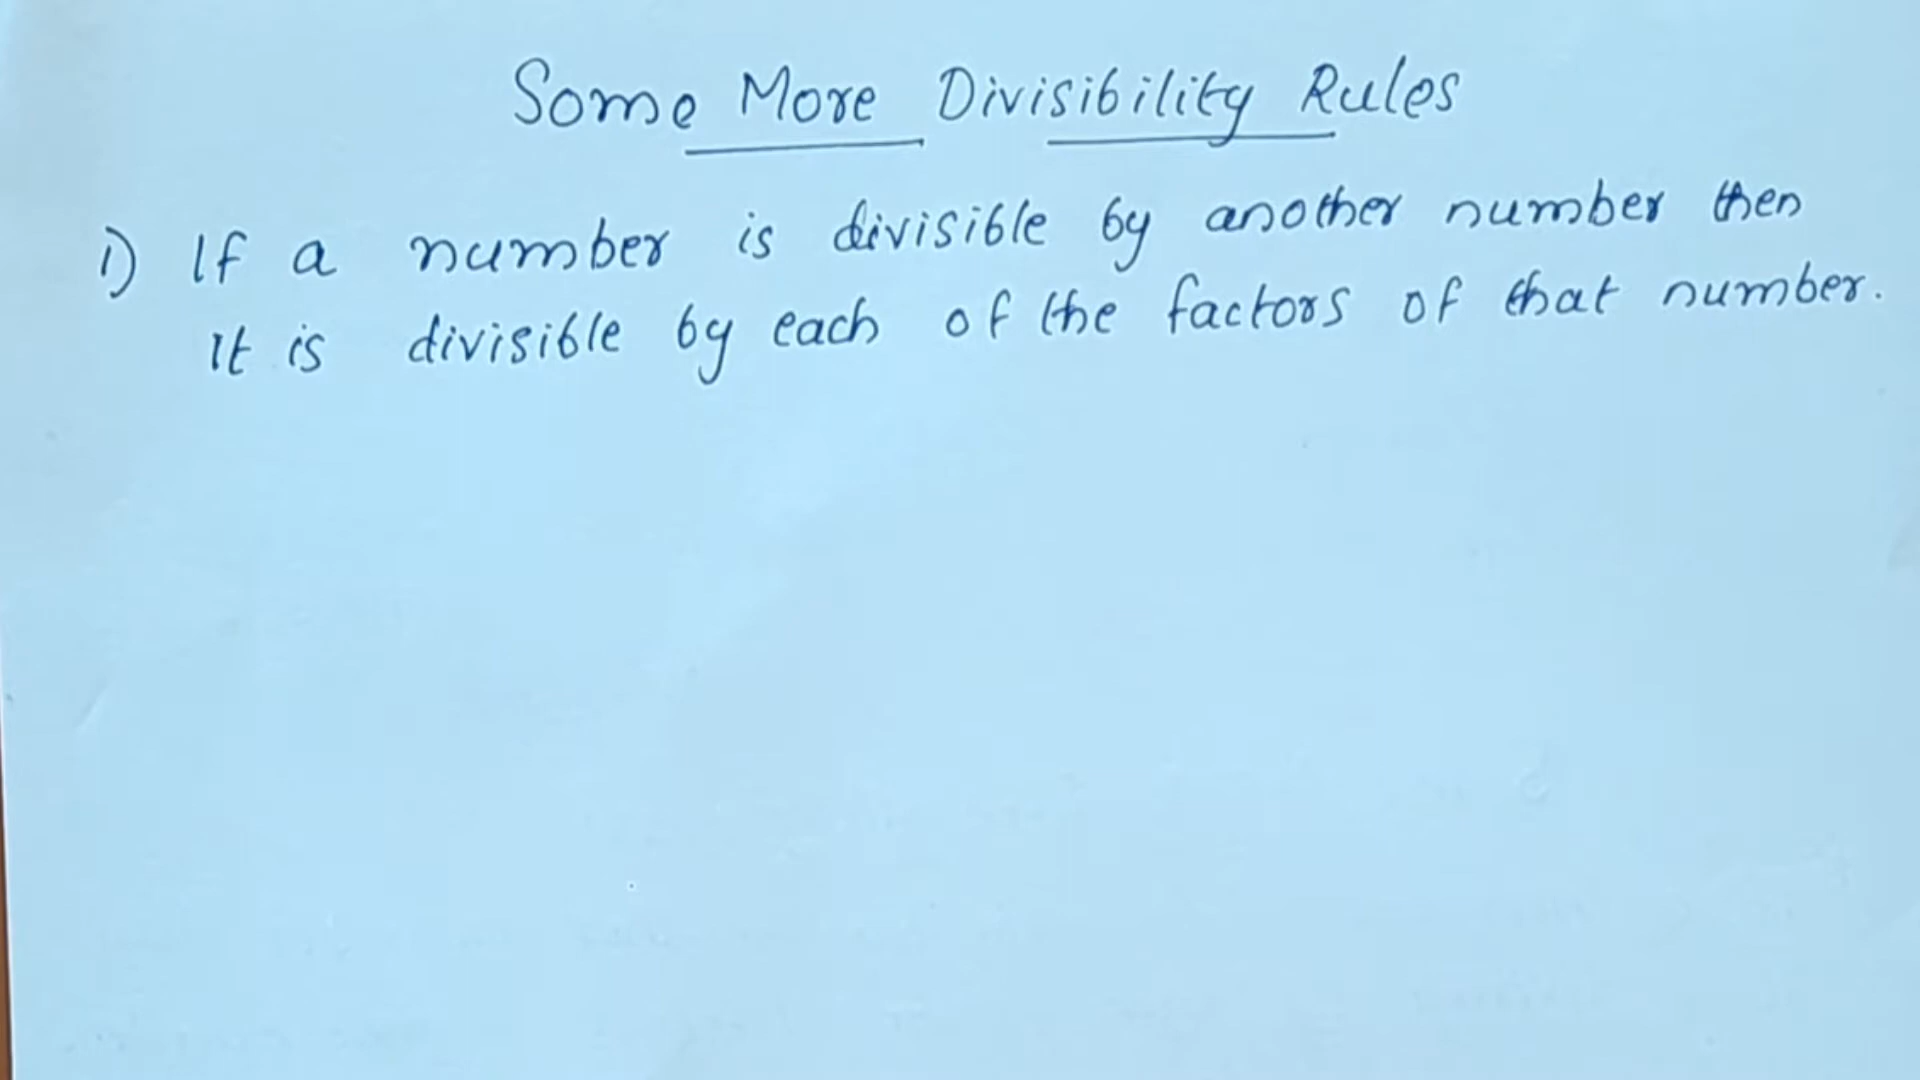 Some More Divisibility Rules
1) If a number is divisible by another number then
It is divisible by each of the factors of that number.